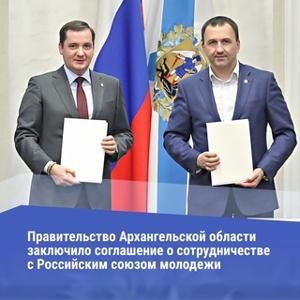 Правительство Архангельской области
заключило соглашение о сотрудничестве
с Российским союзом молодежи